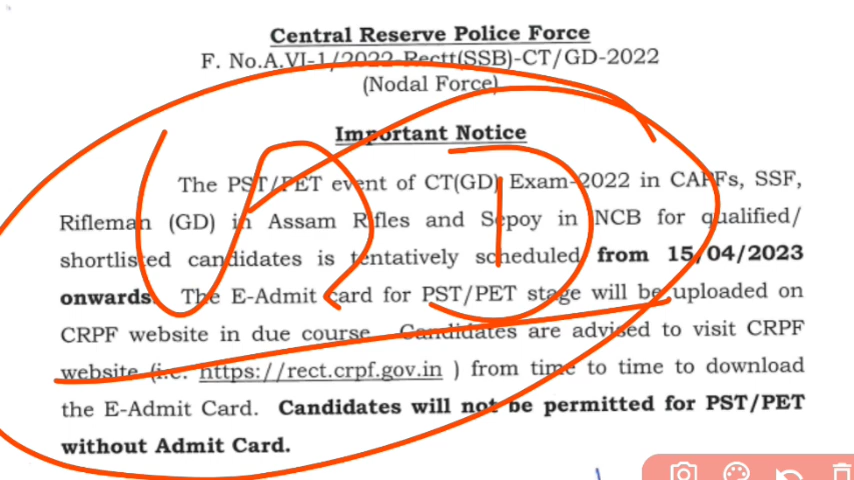 Central Reserve Police Force
F. No.A.VI-1/2022-Rectt(SSB)-CT/GD-2022
(Nodal Force)
Important Notice
The PST/PET event of CT(GD) Exam-2022 in CAPFs, SSF,
Rifleman (GD) in Assam Rifles and Sepoy in NCB for qualified/
shortlisted candidates is tentatively scheduled from 15/04/2023
onwards. The E-Admit card for PST/PET stage will be uploaded on
CRPF website in due course. Candidates are advised to visit CRPF
website (i.e. https://rect.crpf.gov.in ) from time to time to download
the E-Admit Card. Candidates will not be permitted for PST/PET
without Admit Card.